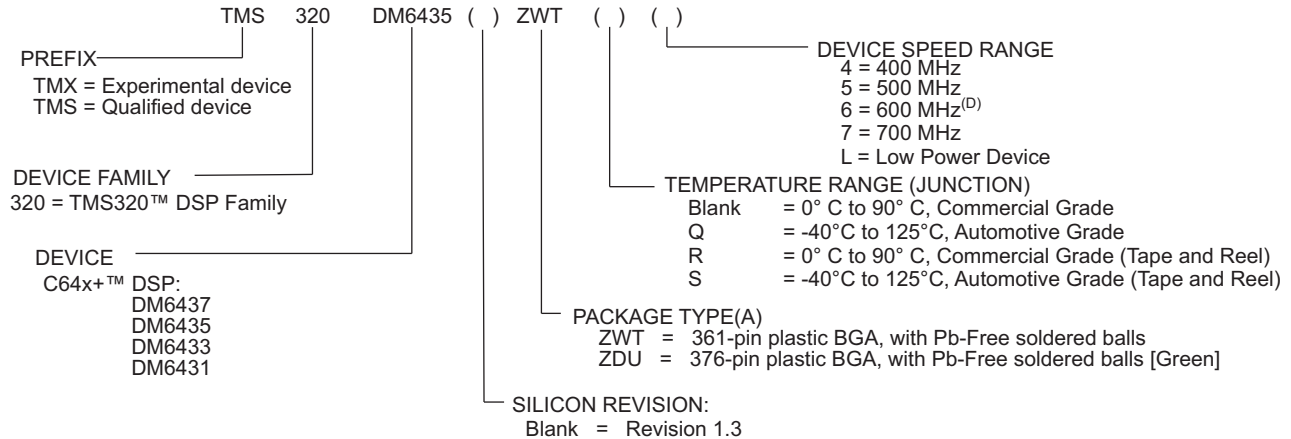 TMS 320 DM6435 ( ) ZWT ( ) ( )
PREFIX
TMX = Experimental device
TMS = Qualified device
DEVICE SPEED RANGE
4 = 400 MHz
5 = 500 MHz
6 = 600 MHz(D)
7 = 700 MHz
L = Low Power Device
DEVICE FAMILY
320 = TMS320™ DSP Family
TEMPERATURE RANGE (JUNCTION)
Blank = 0° C to 90° C, Commercial Grade
Q = -40°C to 125°C, Automotive Grade
R = 0° C to 90° C, Commercial Grade (Tape and Reel)
S = -40°C to 125°C, Automotive Grade (Tape and Reel)
DEVICE
C64x+™ DSP:
DM6437
DM6435
DM6433
DM6431
PACKAGE TYPE(A)
ZWT = 361-pin plastic BGA, with Pb-Free soldered balls
ZDU = 376-pin plastic BGA, with Pb-Free soldered balls [Green]
SILICON REVISION:
Blank = Revision 1.3